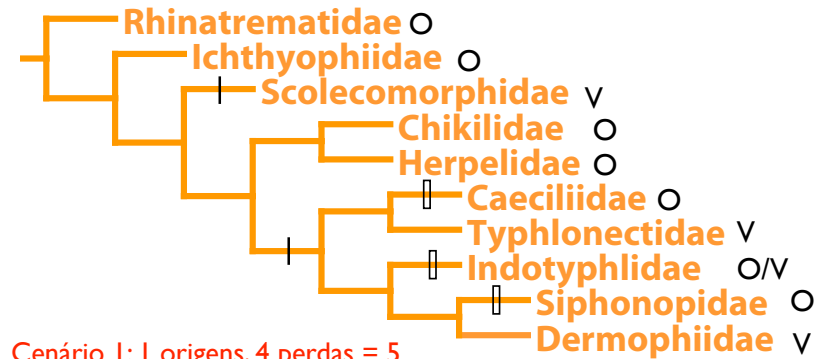 Rhinatrematidae O
Ichthyophiidae O
Scolecomorphidae V
Chikilidae O
Herpelidae O
Caeciliidae O
Typhlonectidae V
Indotyphlidae O/V
Siphonopidae O
Dermophiidae V
Cenário 1: 1 origens, 4 perdas = 5